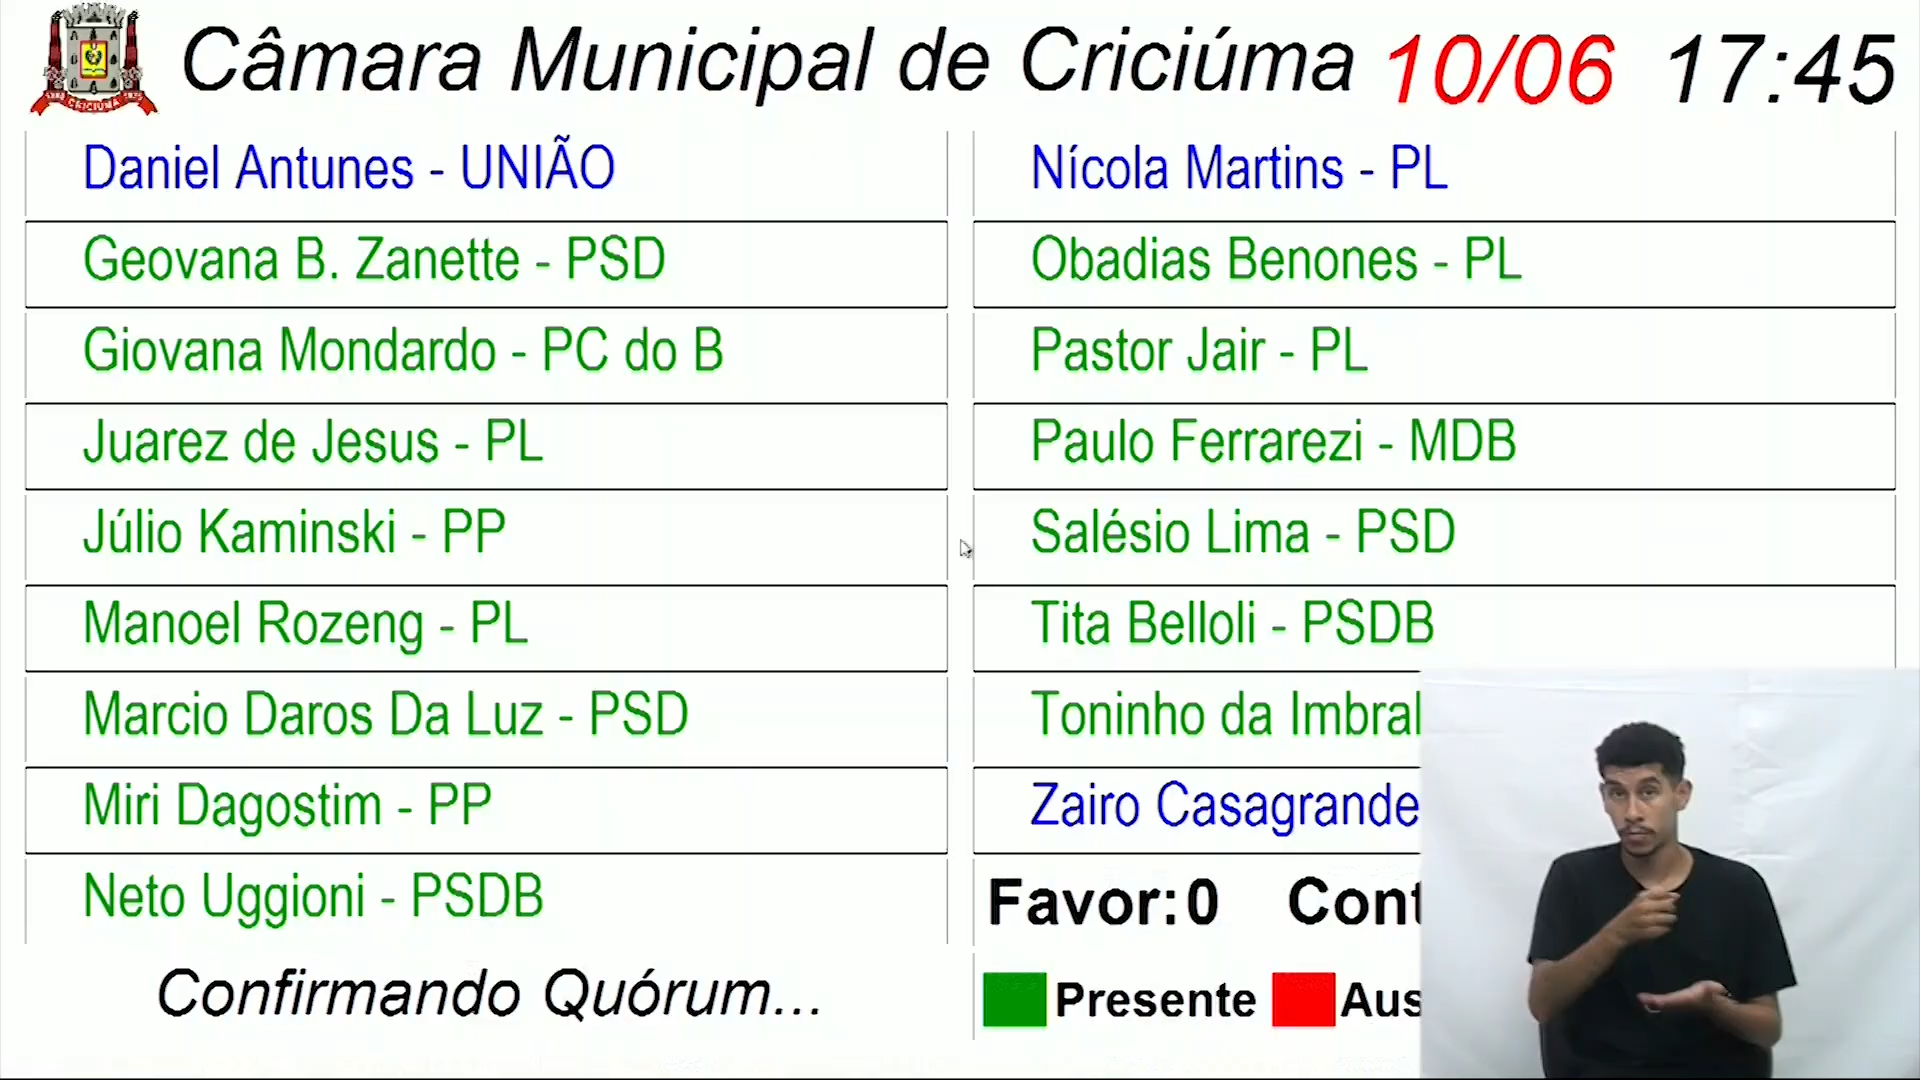 Câmara Municipal de Criciúma 10/06 17:45
CRICIÚMA
Daniel Antunes - UNIÃO
Geovana B. Zanette - PSD
Giovana Mondardo - PC do B
Juarez de Jesus - PL
Júlio Kaminski - PP
Manoel Rozeng - PL
Marcio Daros Da Luz - PSD
Miri Dagostim - PP
Neto Uggioni - PSDB
Confirmando Quórum...
Nícola Martins - PL
Obadias Benones - PL
Pastor Jair - PL
Paulo Ferrarezi - MDB
Salésio Lima - PSD
Tita Belloli - PSDB
Toninho da Imbral
Zairo Casagrande
Favor: 0 Cont
Presente Aus